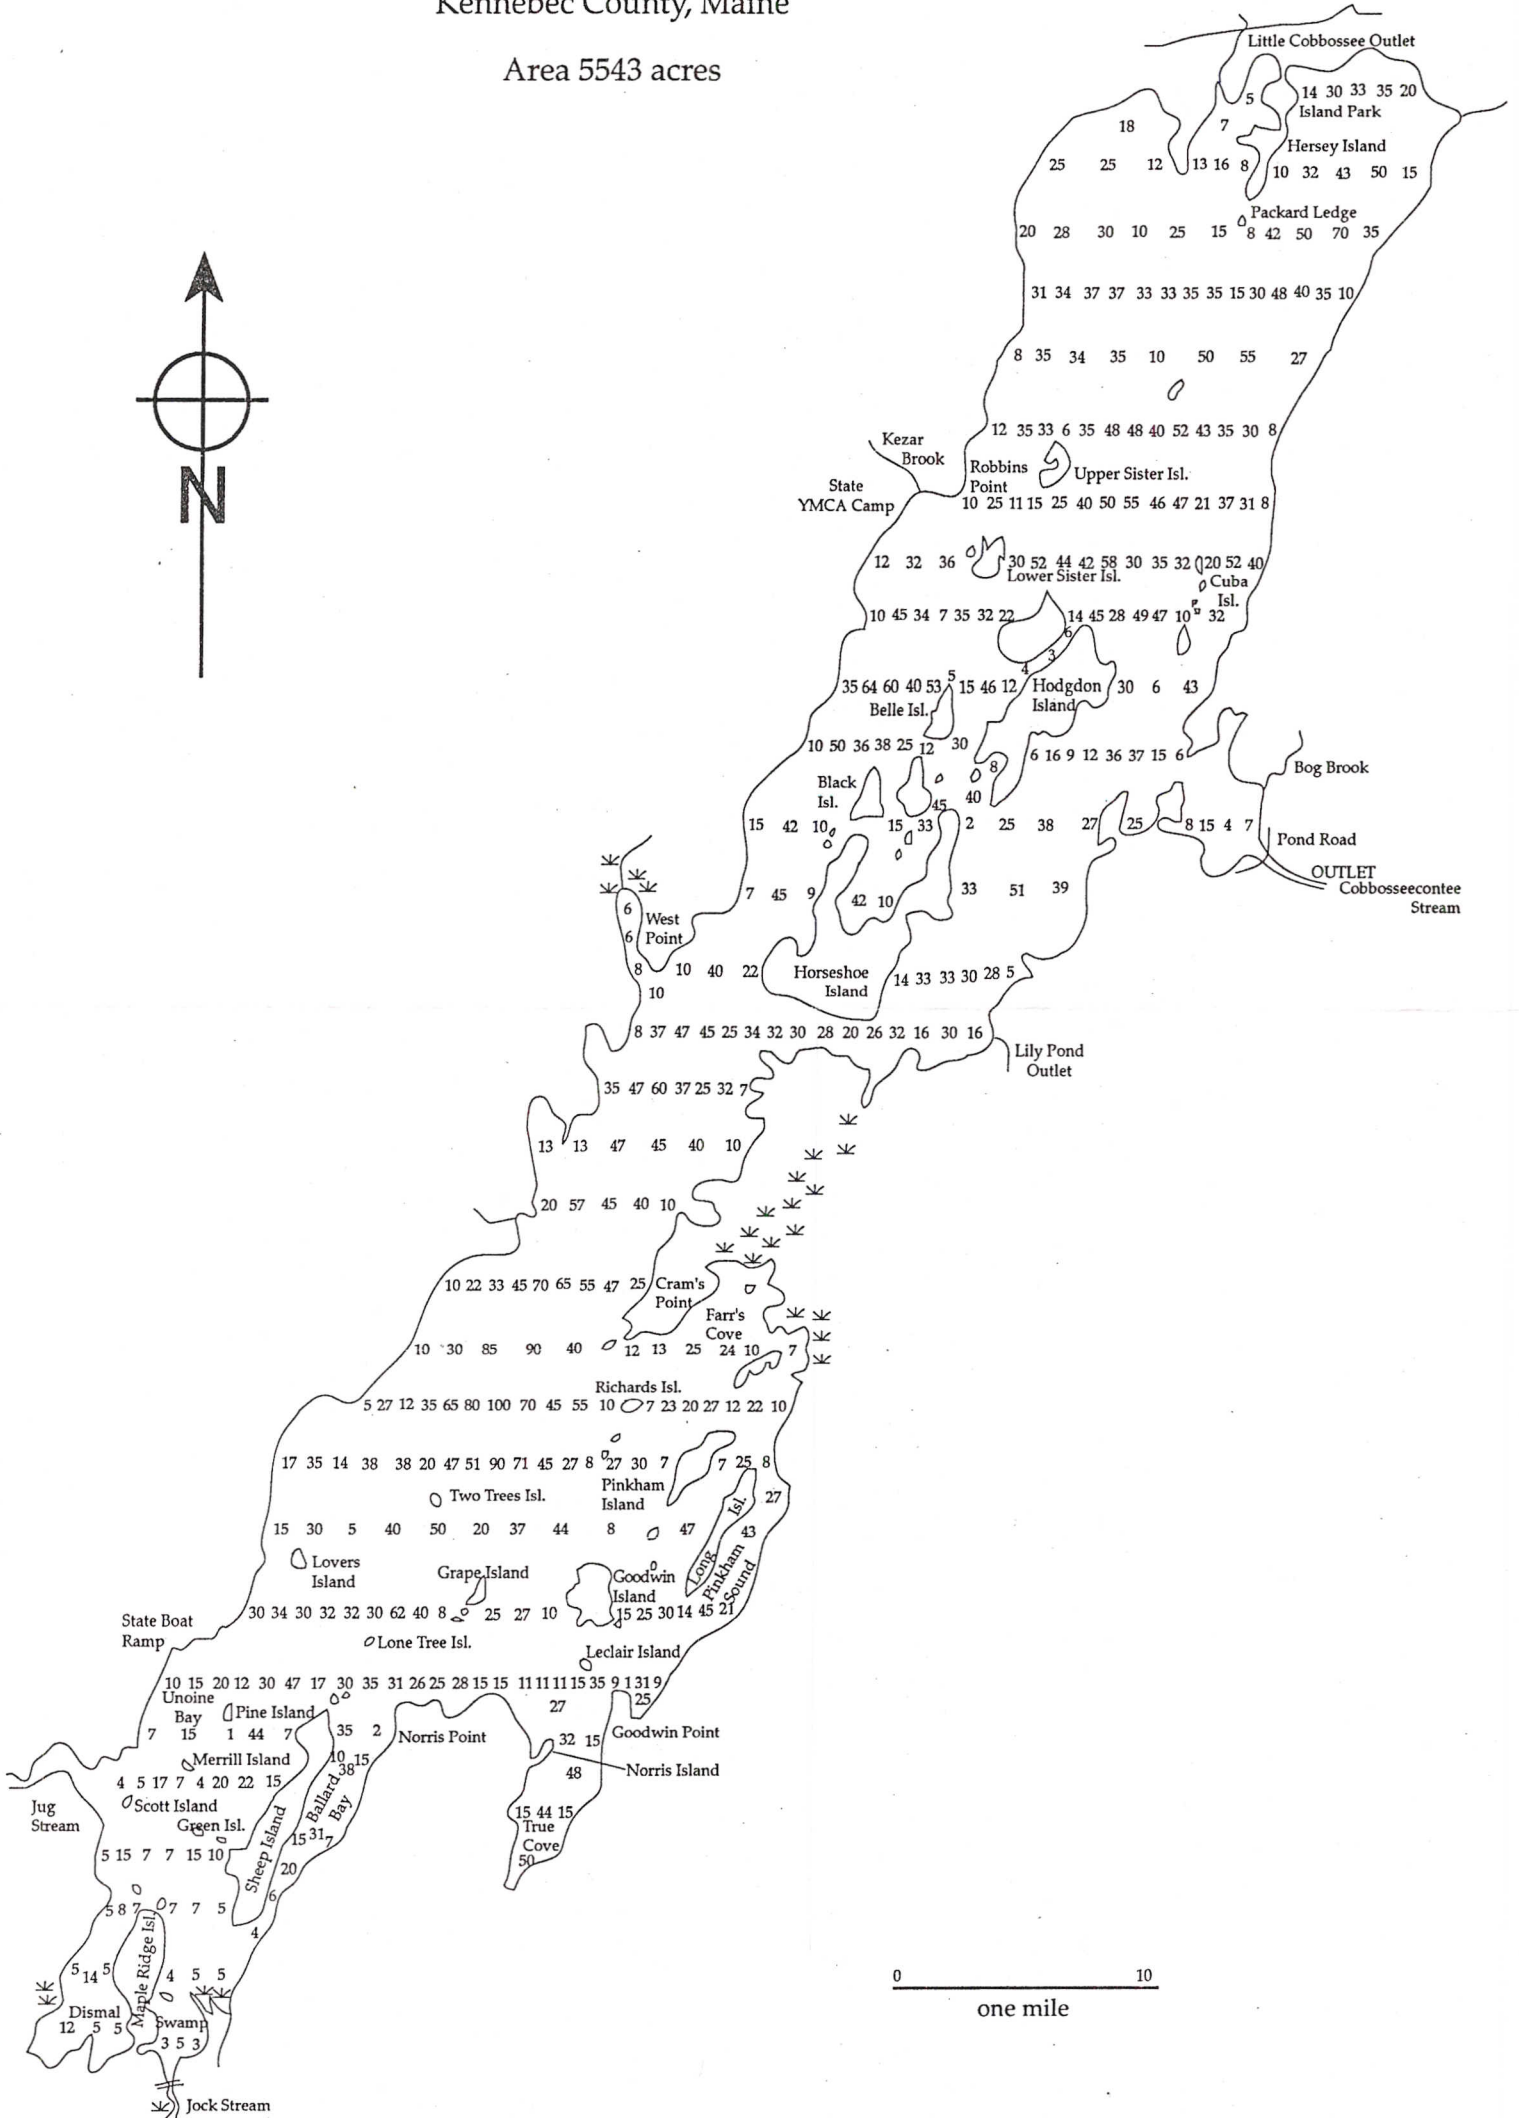 Kennebec County, Maine
Area 5543 acres
Little Cobbossee Outlet
5
14 30 33 35 20
Island Park
18
7
Hersey Island
25 25 12 13 16 8 10 32 43 50 15
Packard Ledge
20 28 30 10 25 15 8 42 50 70 35
31 34 37 37 33 33 35 35 15 30 48 40 35 10
8 35 34 35 10 50 55 27
12 35 33 6 35 48 48 40 52 43 35 30 8
Kezar
Brook
Robbins
Point
Upper Sister Isl.
State
YMCA Camp
10 25 11 15 25 40 50 55 46 47 21 37 31 8
N
12 32 36 30 52 44 42 58 30 35 32 20 52 40
Lower Sister Isl.
Cuba
Isl.
10 45 34 7 35 32 22 14 45 28 49 47 10 32
6
3
4
5
35 64 60 40 53 15 46 12 Hodgdon 30 6 43
Island
Belle Isl.
10 50 36 38 25 12 30 6 16 9 12 36 37 15 6
8
Bog Brook
Black
Isl.
45 40
15 42 10 15 33 2 25 38 27 25 8 15 4 7
Pond Road
OUTLET
Cobbosseecontee
Stream
7 45 9 42 10 33 51 39
6
West
Point
6
8 10 40 22 Horseshoe
Island
14 33 33 30 28 5
10
8 37 47 45 25 34 32 30 28 20 26 32 16 30 16
Lily Pond
Outlet
35 47 60 37 25 32 7
13 13 47 45 40 10
20 57 45 40 10
10 22 33 45 70 65 55 47 25 Cram's
Point
Farr's
Cove
10 30 85 90 40 12 13 25 24 10 7
Richards Isl.
5 27 12 35 65 80 100 70 45 55 10 7 23 20 27 12 22 10
17 35 14 38 38 20 47 51 90 71 45 27 8 27 30 7 7 25 8
Pinkham
Island
Two Trees Isl.
27
15 30 5 40 50 20 37 44 8 47 43
Long Isl.
Pinkham
Sound
Lovers
Island
Grape Island
Goodwin
Island
30 34 30 32 32 30 62 40 8 25 27 10 15 25 30 14 45 21
State Boat
Ramp
Lone Tree Isl.
Leclair Island
10 15 20 12 30 47 17 30 35 31 26 25 28 15 15 11 11 11 15 35 9 1 31 9
Unoine
Bay
Pine Island
27
25
7 15 1 44 7 35 2 Norris Point
32 15 Goodwin Point
Merrill Island
10 15
38
48
Norris Island
4 5 17 7 4 20 22 15
Ballard
Bay
Jug
Stream
Scott Island
Green Isl.
15 44 15
True
Cove
50
15 31 7
5 15 7 7 15 10
Sheep Island
20
6
5 8 7 7 7 5
4
Maple Ridge Isl.
5 14 5 4 5 5
Dismal
12 5 5
Swamp
3 5 3
Jock Stream
0 10
one mile